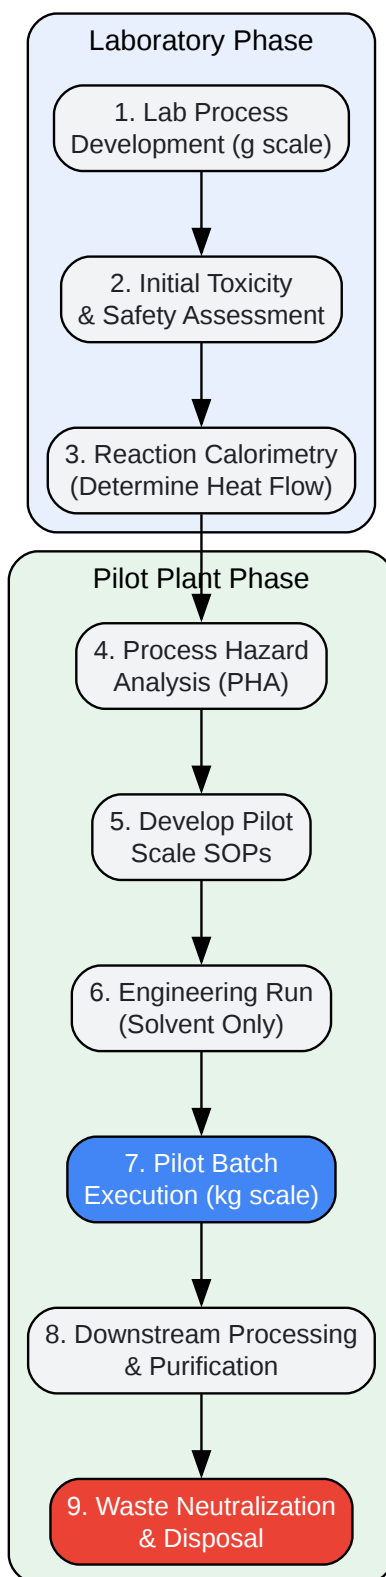 Laboratory Phase
1. Lab Process
Development (g scale)
2. Initial Toxicity
& Safety Assessment
3. Reaction Calorimetry
(Determine Heat Flow)
Pilot Plant Phase
4. Process Hazard
Analysis (PHA)
5. Develop Pilot
Scale SOPs
6. Engineering Run
(Solvent Only)
7. Pilot Batch
Execution (kg scale)
8. Downstream Processing
& Purification
9. Waste Neutralization
& Disposal